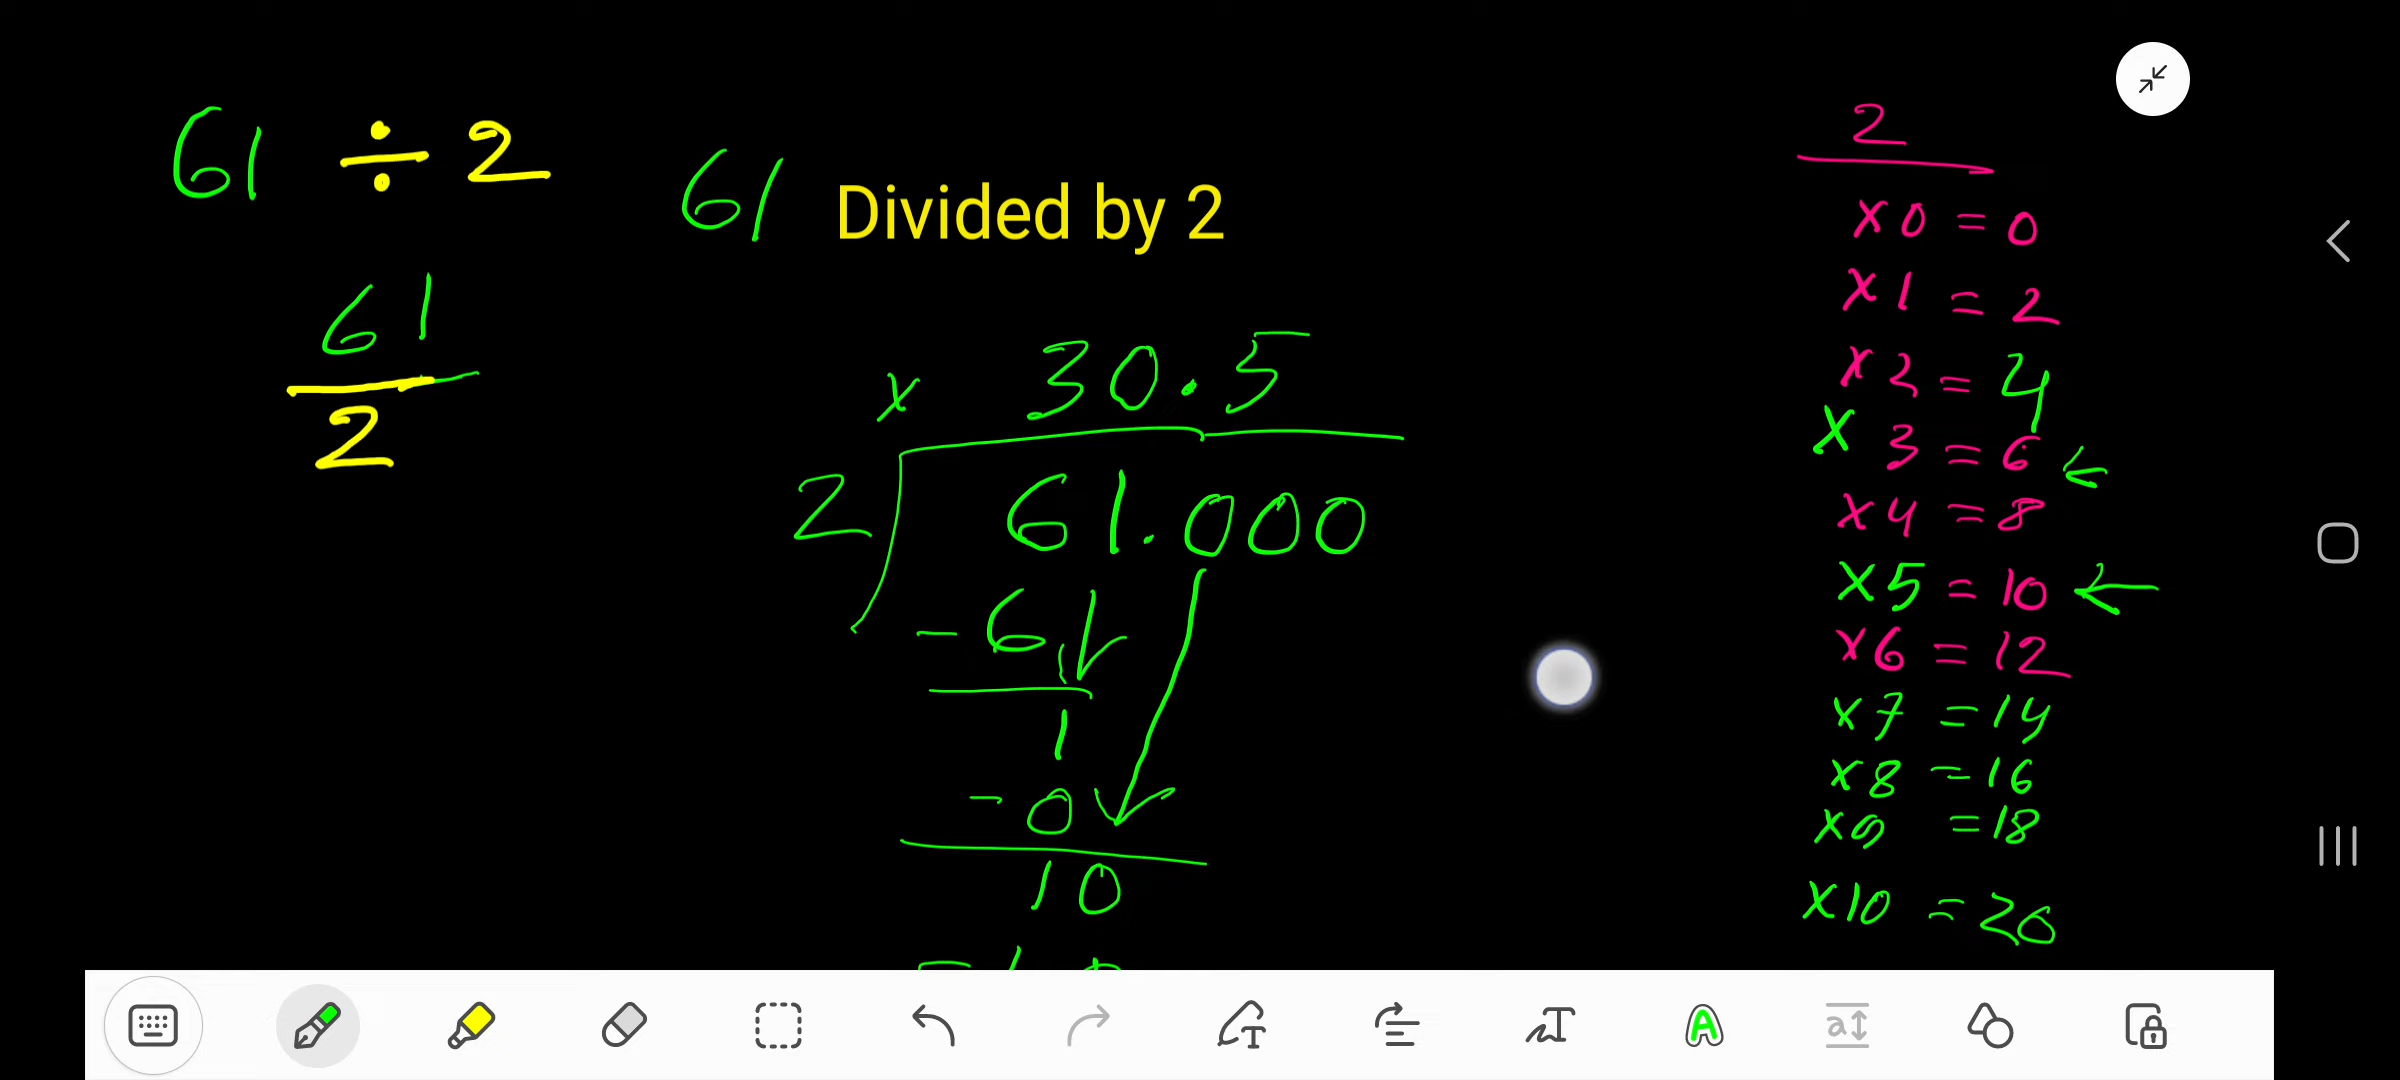 61 ÷ 2
61 Divided by 2
61
2
x 30.5
2 61.000
- 6
1
- 0
10
2
x0 = 0
x1 = 2
x2 = 4
x 3 = 6
x4 = 8
x5 = 10
x6 = 12
x7 = 14
x8 = 16
x9 = 18
x10 = 20